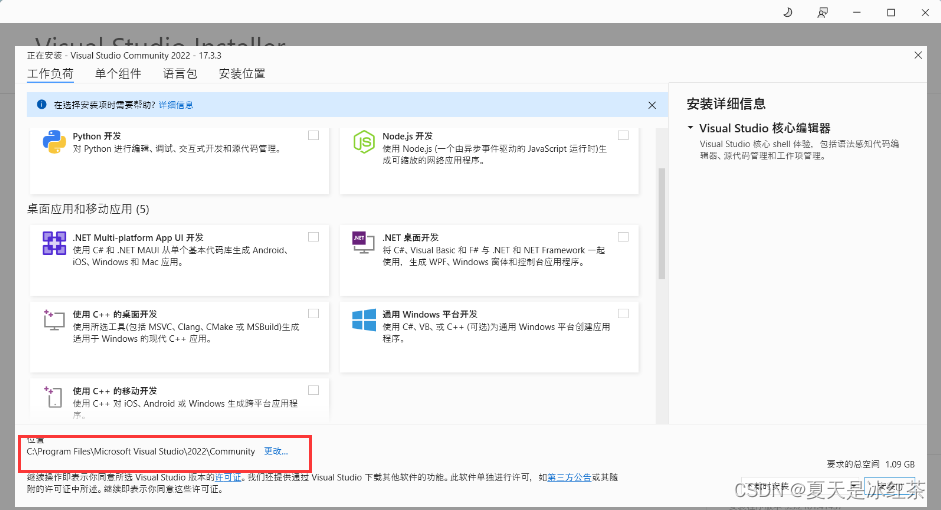 Visual Studio Installer
正在安装 - Visual Studio Community 2022 - 17.3.3
工作负荷 单个组件 语言包 安装位置
在选择安装项时需要帮助? 详细信息
Python 开发
对 Python 进行编辑、调试、交互式开发和源代码管理。
Node.js 开发
使用 Node.js (一个由异步事件驱动的 JavaScript 运行时)生
成可缩放的网络应用程序。
桌面应用和移动应用 (5)
.NET Multi-platform App UI 开发
使用 C# 和 .NET MAUI 从单个基本代码库生成 Android、
iOS、Windows 和 Mac 应用。
.NET 桌面开发
将 C#、Visual Basic 和 F# 与 .NET 和 .NET Framework 一起
使用，生成 WPF、Windows 窗体和控制台应用程序。
使用 C++ 的桌面开发
使用所选工具(包括 MSVC、Clang、CMake 或 MSBuild)生成
适用于 Windows 的现代 C++ 应用。
通用 Windows 平台开发
使用 C#、VB、或 C++ (可选)为通用 Windows 平台创建应用
程序。
使用 C++ 的移动开发
使用 C++ 对 iOS、Android 或 Windows 生成跨平台应用程
序。
安装详细信息
Visual Studio 核心编辑器
Visual Studio 核心 shell 体验，包括语法感知代码编
辑器、源代码管理和工作项管理。
位置
C:\Program Files\Microsoft Visual Studio\2022\Community 更改...
继续操作即表示你同意所选 Visual Studio 版本的许可证。我们还提供通过 Visual Studio 下载其他软件的功能。此软件单独进行许可，如第三方公告或其随
附的许可证中所述。继续即表示你同意这些许可证。
要求的总空间 1.09 GB
CSDN @夏天是冰红茶